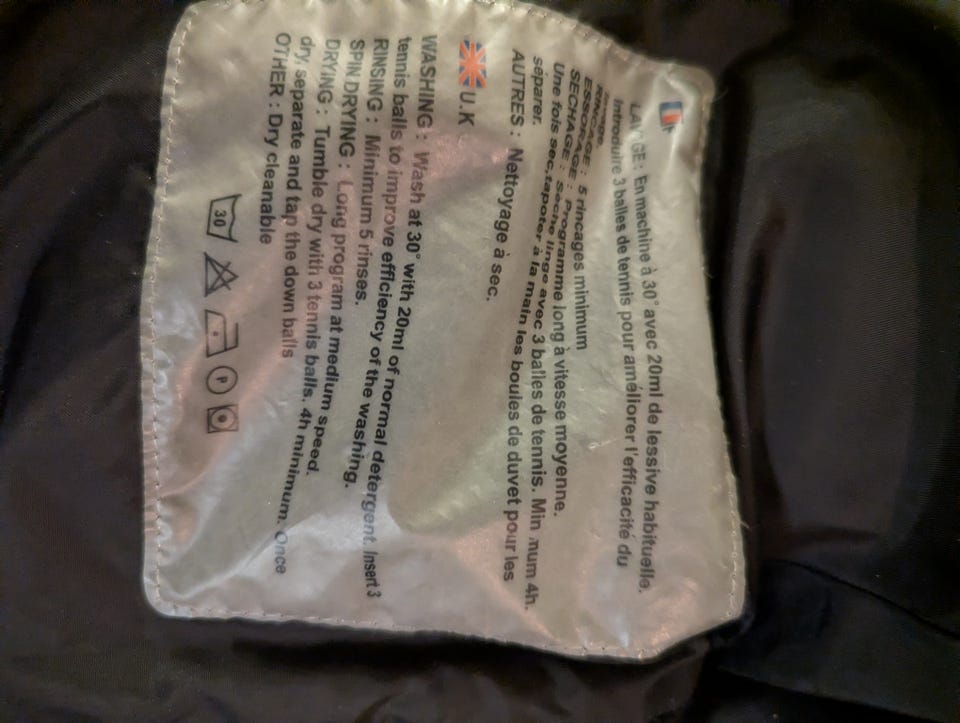 F
LAVAGE : En machine à 30° avec 20ml de lessive habituelle.
Introduire 3 balles de tennis pour améliorer l'efficacité du
RINCAGE : 5 rincages minimum
ESSORAGE : Programme long à vitesse moyenne.
SECHAGE : Sèche linge avec 3 balles de tennis. Minimum 4h.
Une fois sec, tapoter à la main les boules de duvet pour les
séparer.
AUTRES : Nettoyage à sec.
U.K
WASHING : Wash at 30° with 20ml of normal detergent. Insert 3
tennis balls to improve efficiency of the washing.
RINSING : Minimum 5 rinses.
SPIN DRYING : Long program at medium speed.
DRYING : Tumble dry with 3 tennis balls. 4h minimum. Once
dry, separate and tap the down balls
OTHER : Dry cleanable
30 P